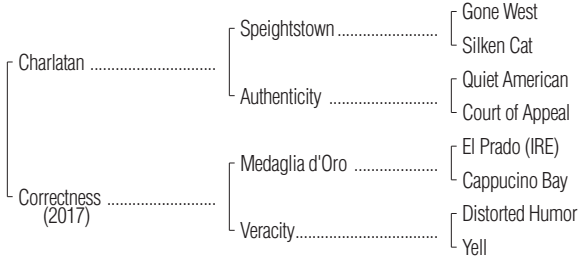 Gone West
Speightstown ....................
Silken Cat
Charlatan .........................
Quiet American
Authenticity ......................
Court of Appeal
El Prado (IRE)
Medaglia d'Oro .................
Cappucino Bay
Correctness ......................
(2017)
Distorted Humor
Veracity.............................
Yell